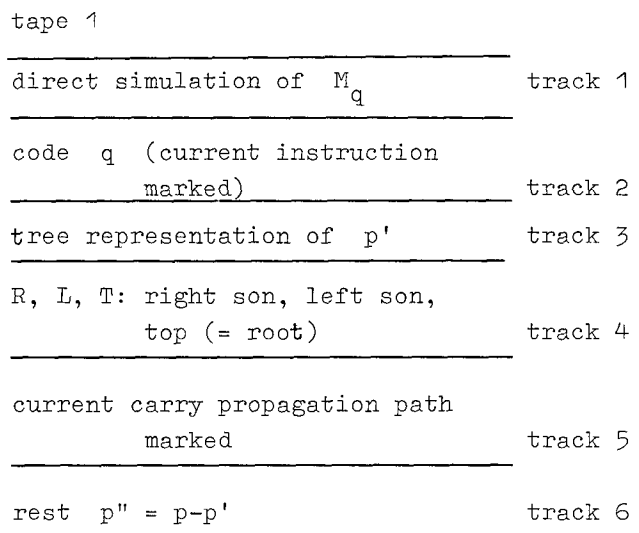 tape 1
direct simulation of M_q track 1
code q (current instruction
marked) track 2
tree representation of p' track 3
R, L, T: right son, left son,
top (= root) track 4
current carry propagation path
marked track 5
rest p" = p-p' track 6